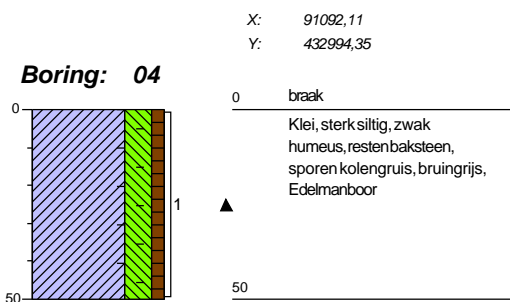 X: 91092,11
Y: 432994,35
Boring: 04
0
0 braak
Klei, sterk siltig, zwak
humeus, resten baksteen,
sporen kolengruis, bruingrijs,
Edelmanboor
1
50
50